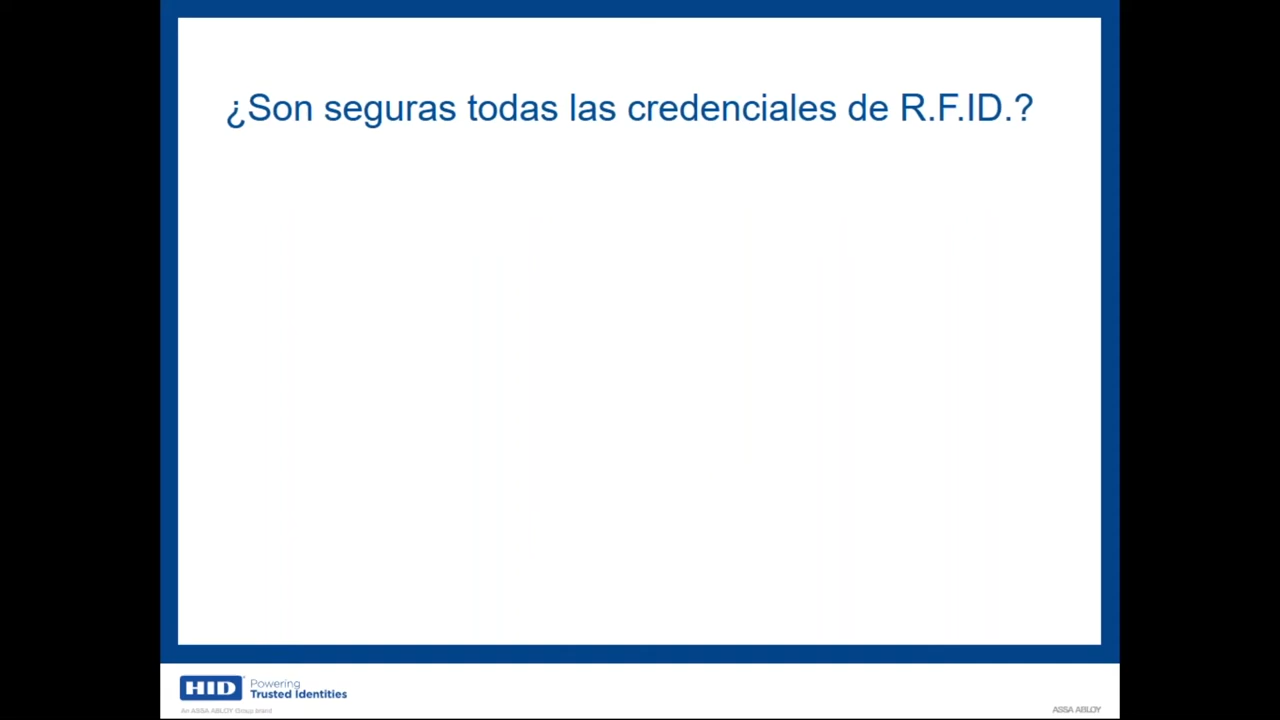 ¿Son seguras todas las credenciales de R.F.ID.?
HID
Powering
Trusted Identities
An ASSA ABLOY Group brand
ASSA ABLOY